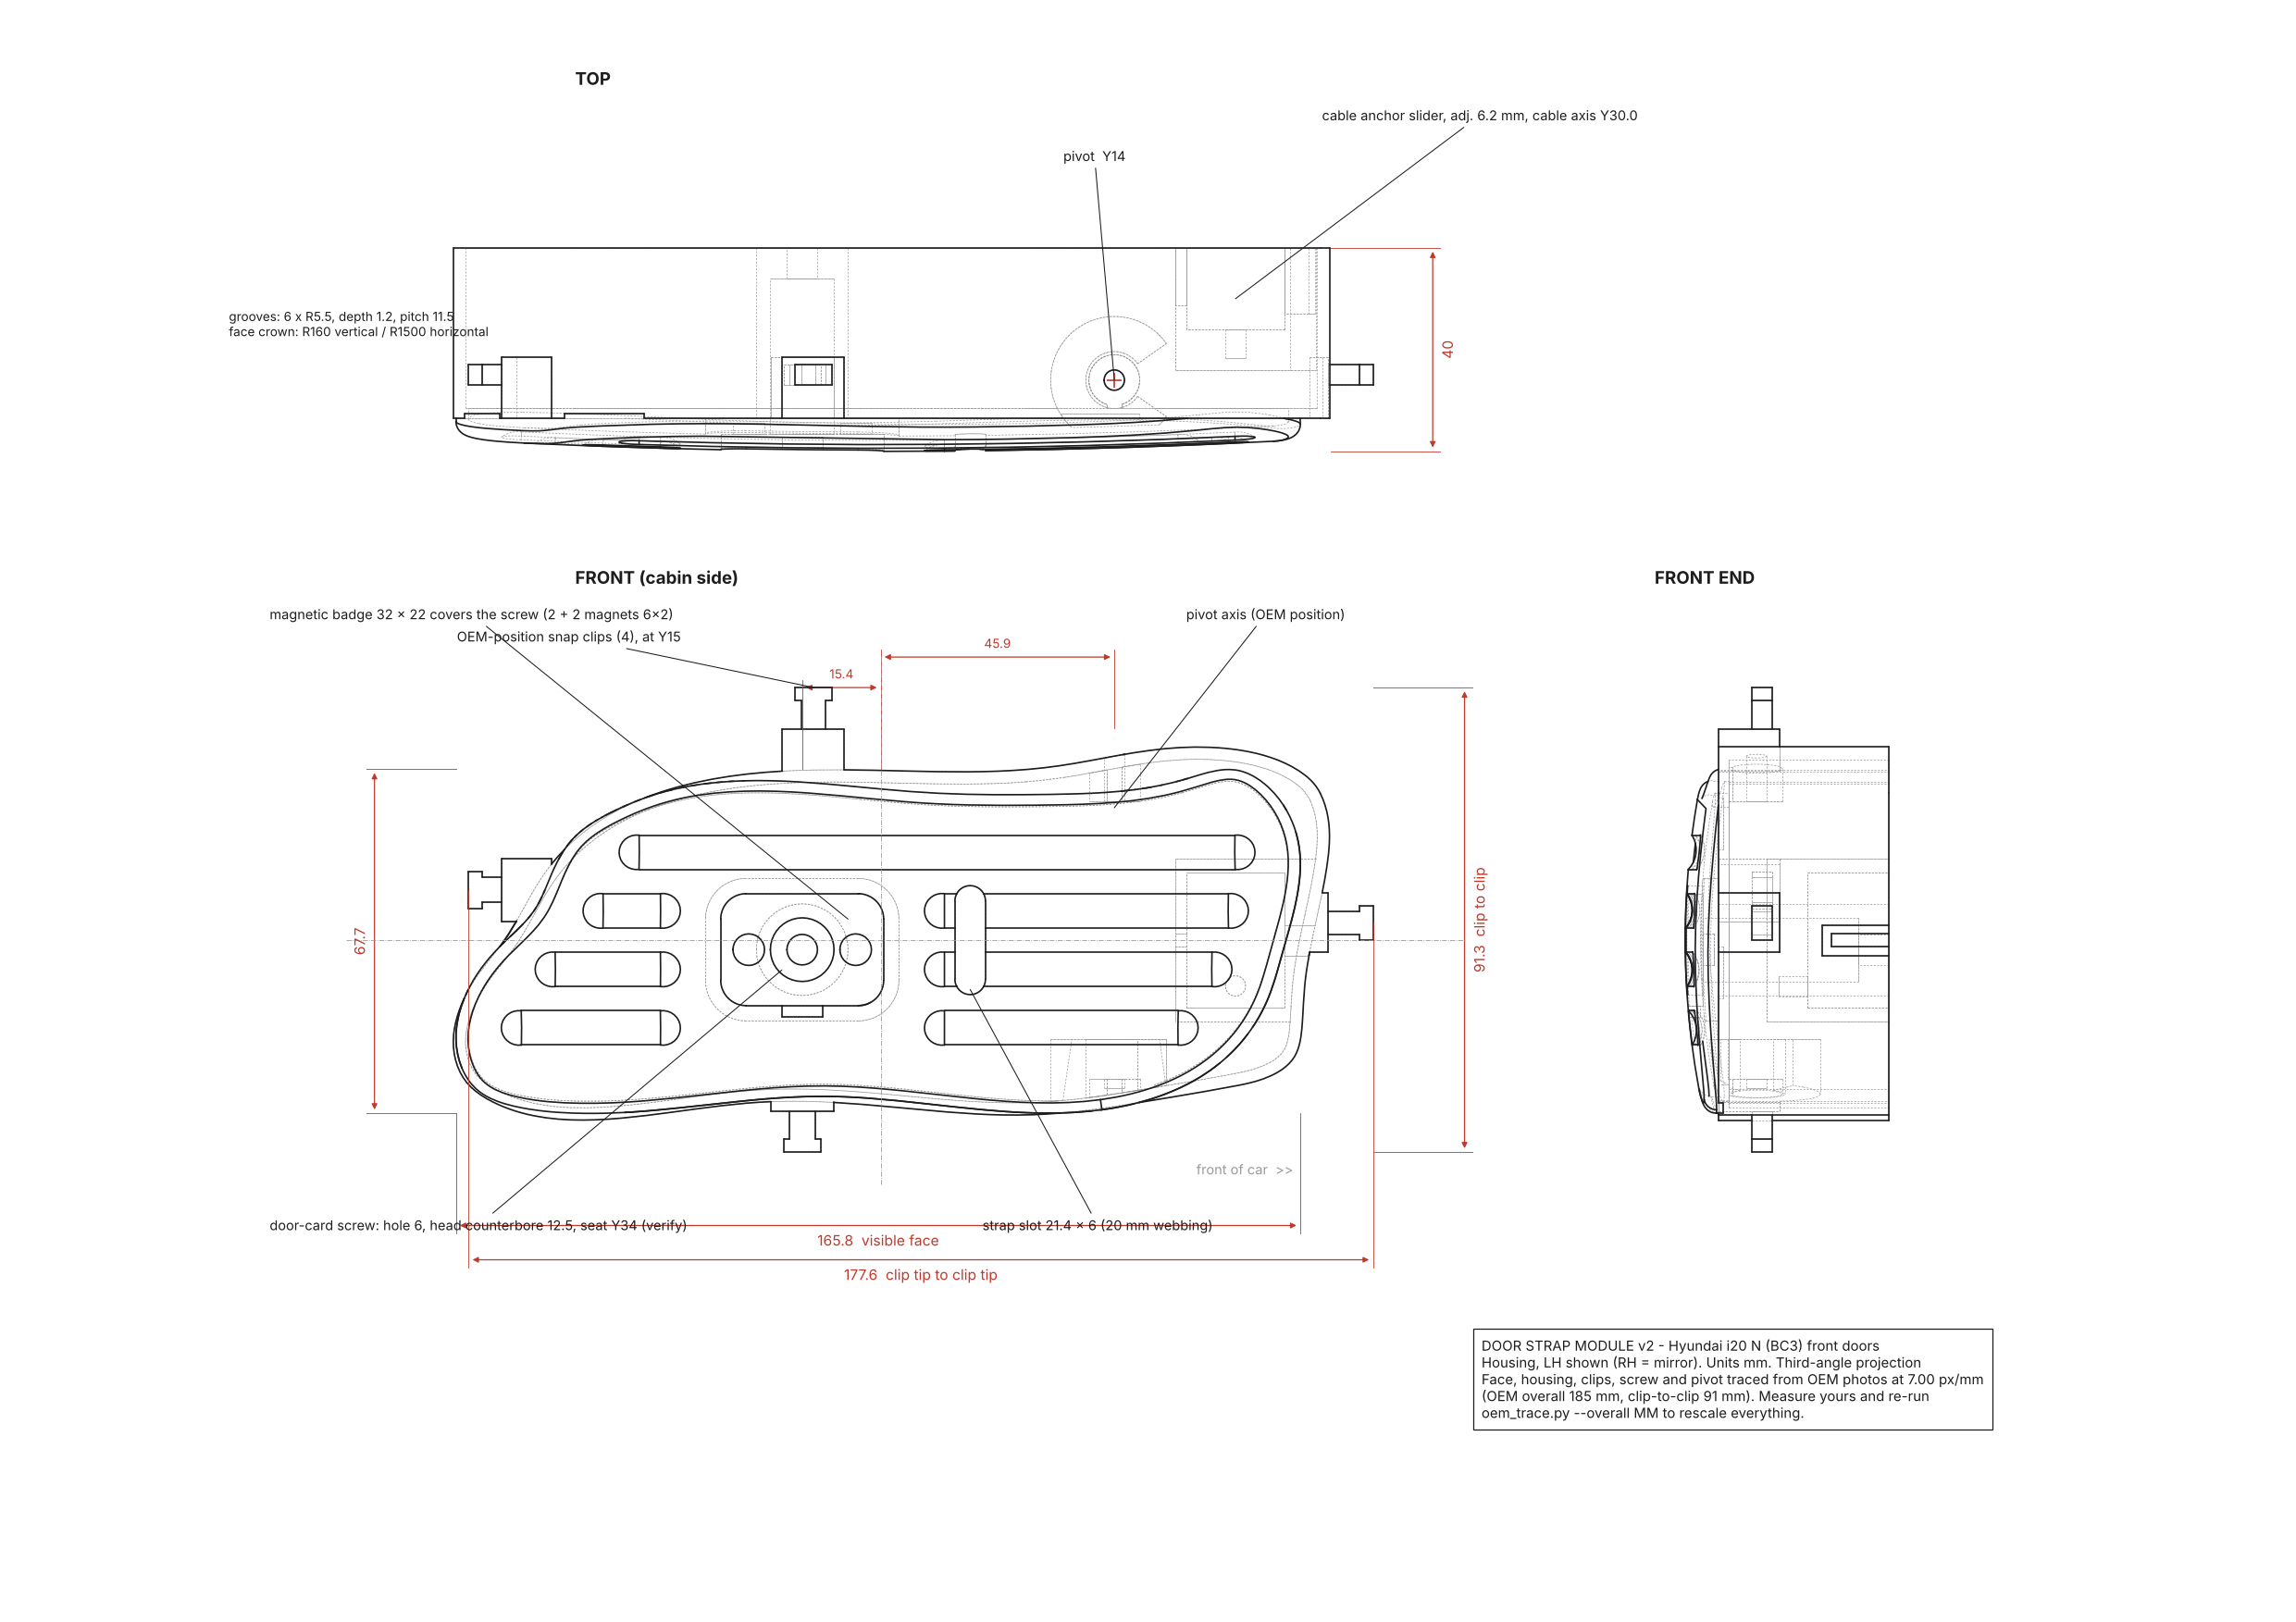 TOP
cable anchor slider, adj. 6.2 mm, cable axis Y30.0
pivot  Y14
grooves: 6 x R5.5, depth 1.2, pitch 11.5
face crown: R160 vertical / R1500 horizontal
40
FRONT (cabin side)
FRONT END
magnetic badge 32 × 22 covers the screw (2 + 2 magnets 6×2)
pivot axis (OEM position)
OEM-position snap clips (4), at Y15
45.9
15.4
67.7
91.3  clip to clip
front of car  >>
door-card screw: hole 6, head counterbore 12.5, seat Y34 (verify)
strap slot 21.4 × 6 (20 mm webbing)
165.8  visible face
177.6  clip tip to clip tip
DOOR STRAP MODULE v2 - Hyundai i20 N (BC3) front doors
Housing, LH shown (RH = mirror). Units mm. Third-angle projection
Face, housing, clips, screw and pivot traced from OEM photos at 7.00 px/mm
(OEM overall 185 mm, clip-to-clip 91 mm). Measure yours and re-run
oem_trace.py --overall MM to rescale everything.